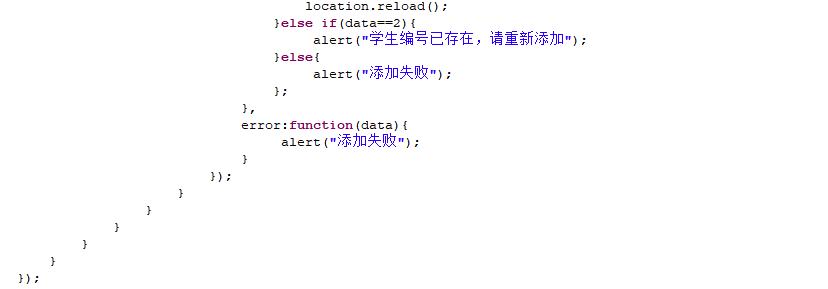 location.reload();
}else if(data==2){
alert("学生编号已存在，请重新添加");
}else{
alert("添加失败");
};
},
error:function(data){
alert("添加失败");
}
});
}
}
}
}
}
});